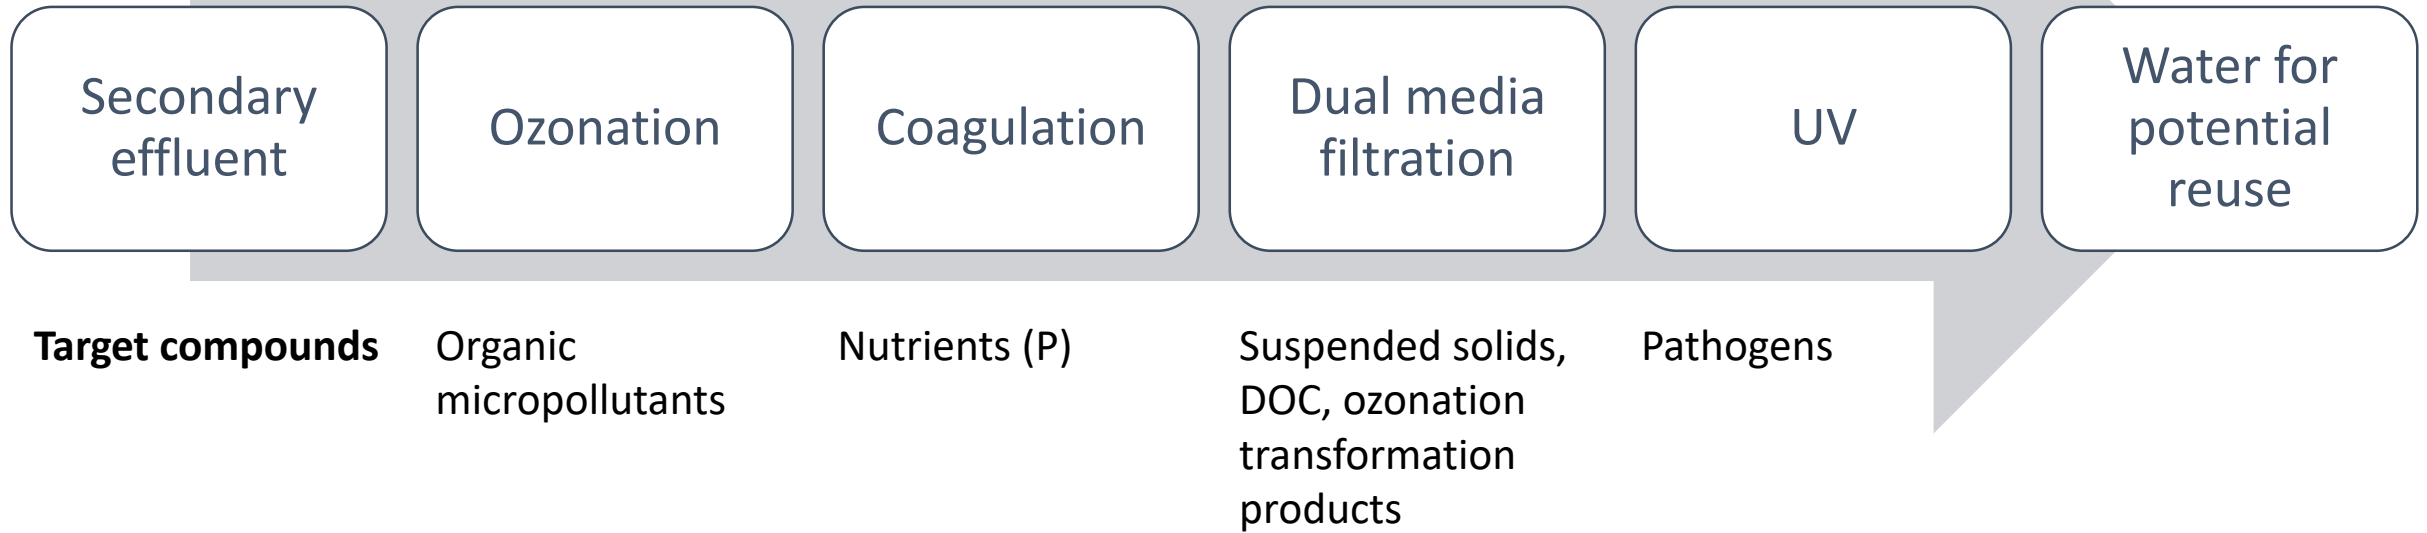 Secondary
effluent
Ozonation
Coagulation
Dual media
filtration
UV
Water for
potential
reuse
Target compounds
Organic
micropollutants
Nutrients (P)
Suspended solids,
DOC, ozonation
transformation
products
Pathogens